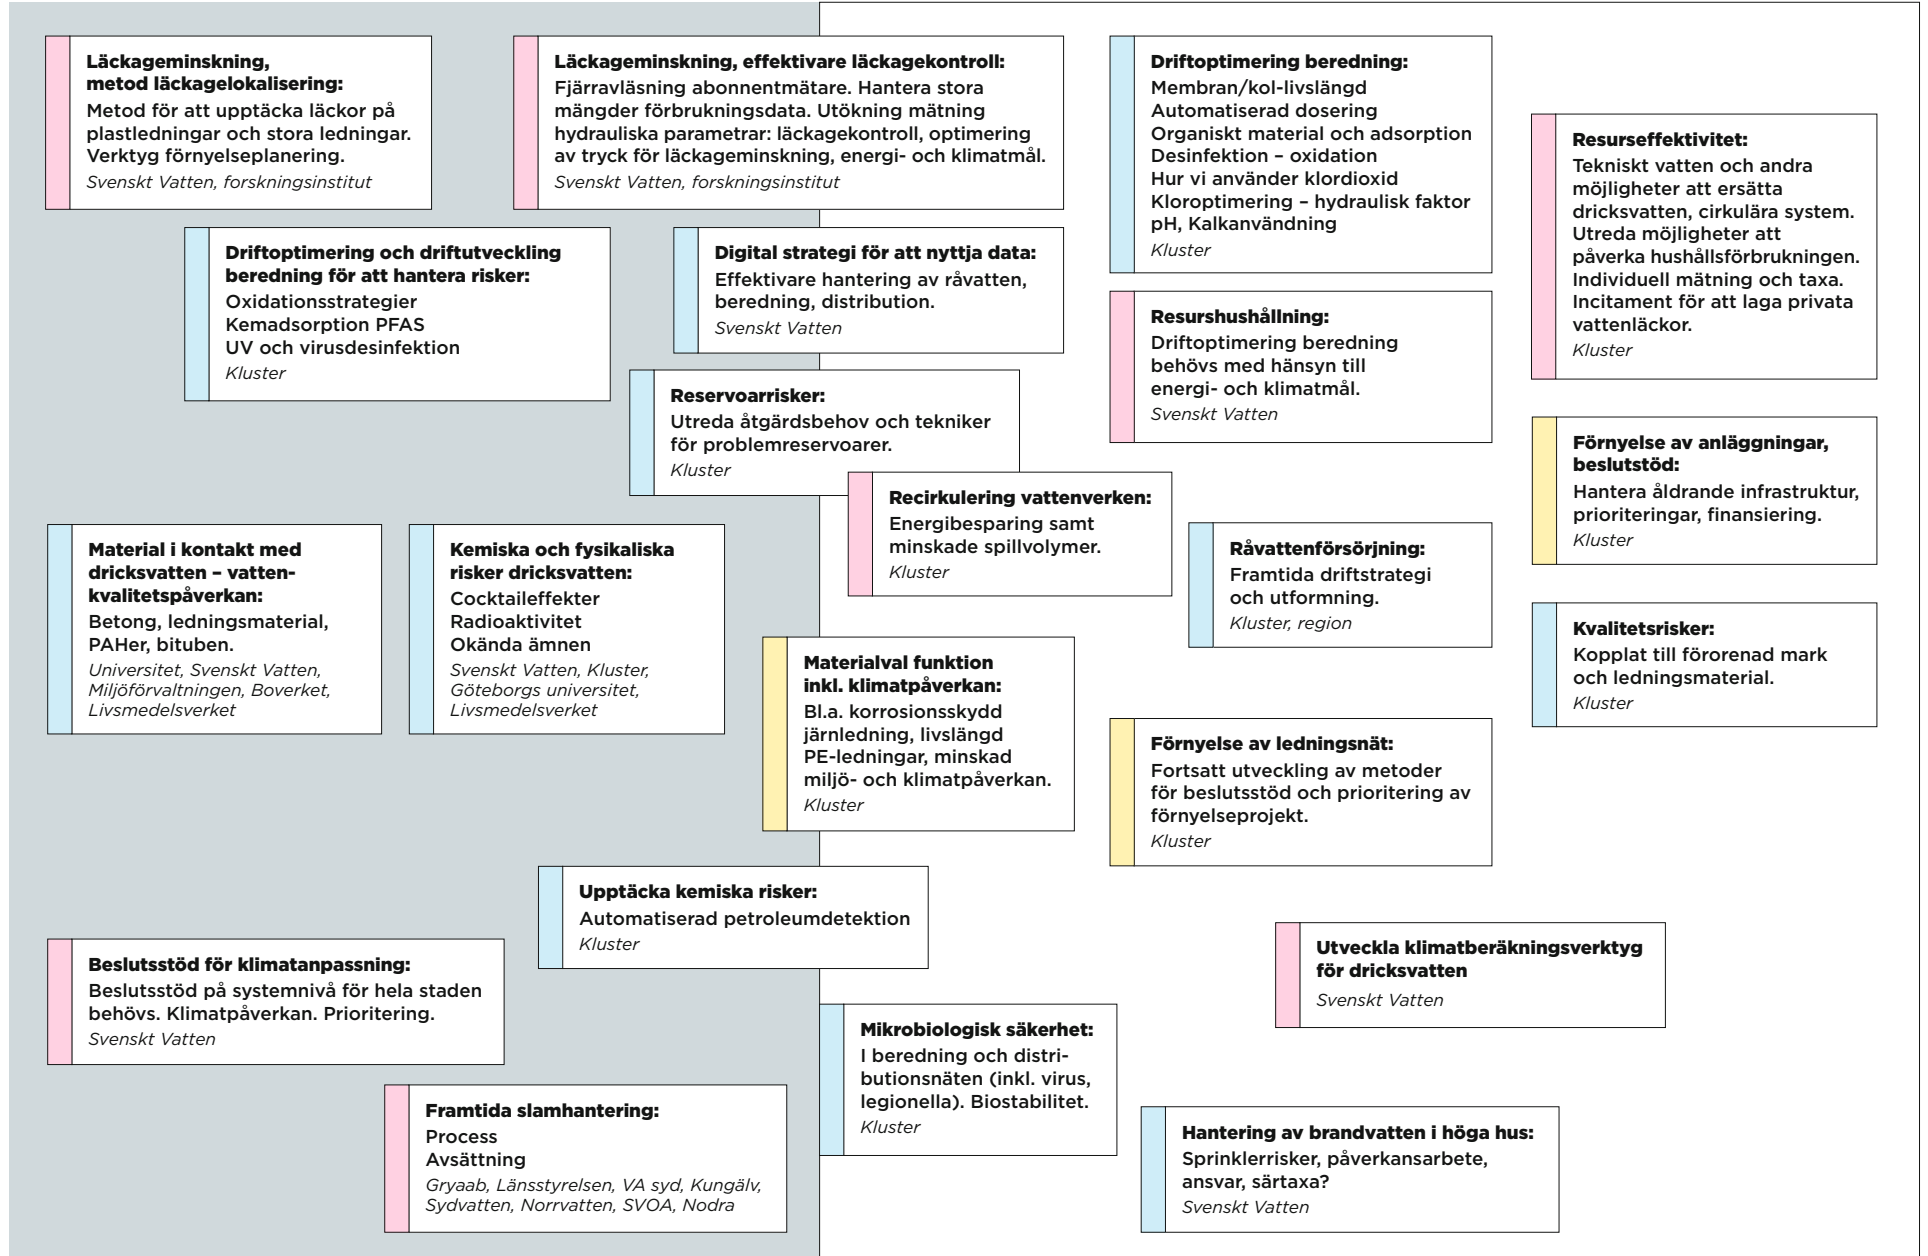 Läckageminskning,
metod läckagelokalisering:
Metod för att upptäcka läckor på
plastledningar och stora ledningar.
Verktyg förnyelseplanering.
Svenskt Vatten, forskningsinstitut
Läckageminskning, effektivare läckagekontroll:
Fjärravläsning abonnentmätare. Hantera stora
mängder förbrukningsdata. Utökning mätning
hydrauliska parametrar: läckagekontroll, optimering
av tryck för läckageminskning, energi- och klimatmål.
Svenskt Vatten, forskningsinstitut
Driftoptimering beredning:
Membran/kol-livslängd
Automatiserad dosering
Organiskt material och adsorption
Desinfektion – oxidation
Hur vi använder klordioxid
Kloroptimering – hydraulisk faktor
pH, Kalkanvändning
Kluster
Resurseffektivitet:
Tekniskt vatten och andra
möjligheter att ersätta
dricksvatten, cirkulära system.
Utreda möjligheter att
påverka hushållsförbrukningen.
Individuell mätning och taxa.
Incitament för att laga privata
vattenläckor.
Kluster
Driftoptimering och driftutveckling
beredning för att hantera risker:
Oxidationsstrategier
Kemadsorption PFAS
UV och virusdesinfektion
Kluster
Digital strategi för att nyttja data:
Effektivare hantering av råvatten,
beredning, distribution.
Svenskt Vatten
Resurshushållning:
Driftoptimering beredning
behövs med hänsyn till
energi- och klimatmål.
Svenskt Vatten
Reservoarrisker:
Utreda åtgärdsbehov och tekniker
för problemreservoarer.
Kluster
Förnyelse av anläggningar,
beslutstöd:
Hantera åldrande infrastruktur,
prioriteringar, finansiering.
Kluster
Recirkulering vattenverken:
Energibesparing samt
minskade spillvolymer.
Kluster
Material i kontakt med
dricksvatten – vatten-
kvalitetspåverkan:
Betong, ledningsmaterial,
PAHer, bituben.
Universitet, Svenskt Vatten,
Miljöförvaltningen, Boverket,
Livsmedelsverket
Kemiska och fysikaliska
risker dricksvatten:
Cocktaileffekter
Radioaktivitet
Okända ämnen
Svenskt Vatten, Kluster,
Göteborgs universitet,
Livsmedelsverket
Råvattenförsörjning:
Framtida driftstrategi
och utformning.
Kluster, region
Kvalitetsrisker:
Kopplat till förorenad mark
och ledningsmaterial.
Kluster
Materialval funktion
inkl. klimatpåverkan:
Bl.a. korrosionsskydd
järnledning, livslängd
PE-ledningar, minskad
miljö- och klimatpåverkan.
Kluster
Förnyelse av ledningsnät:
Fortsatt utveckling av metoder
för beslutsstöd och prioritering av
förnyelseprojekt.
Kluster
Upptäcka kemiska risker:
Automatiserad petroleumdetektion
Kluster
Utveckla klimatberäkningsverktyg
för dricksvatten
Svenskt Vatten
Beslutsstöd för klimatanpassning:
Beslutsstöd på systemnivå för hela staden
behövs. Klimatpåverkan. Prioritering.
Svenskt Vatten
Mikrobiologisk säkerhet:
I beredning och distri-
butionsnäten (inkl. virus,
legionella). Biostabilitet.
Kluster
Framtida slamhantering:
Process
Avsättning
Gryaab, Länsstyrelsen, VA syd, Kungälv,
Sydvatten, Norrvatten, SVOA, Nodra
Hantering av brandvatten i höga hus:
Sprinklerrisker, påverkansarbete,
ansvar, särtaxa?
Svenskt Vatten